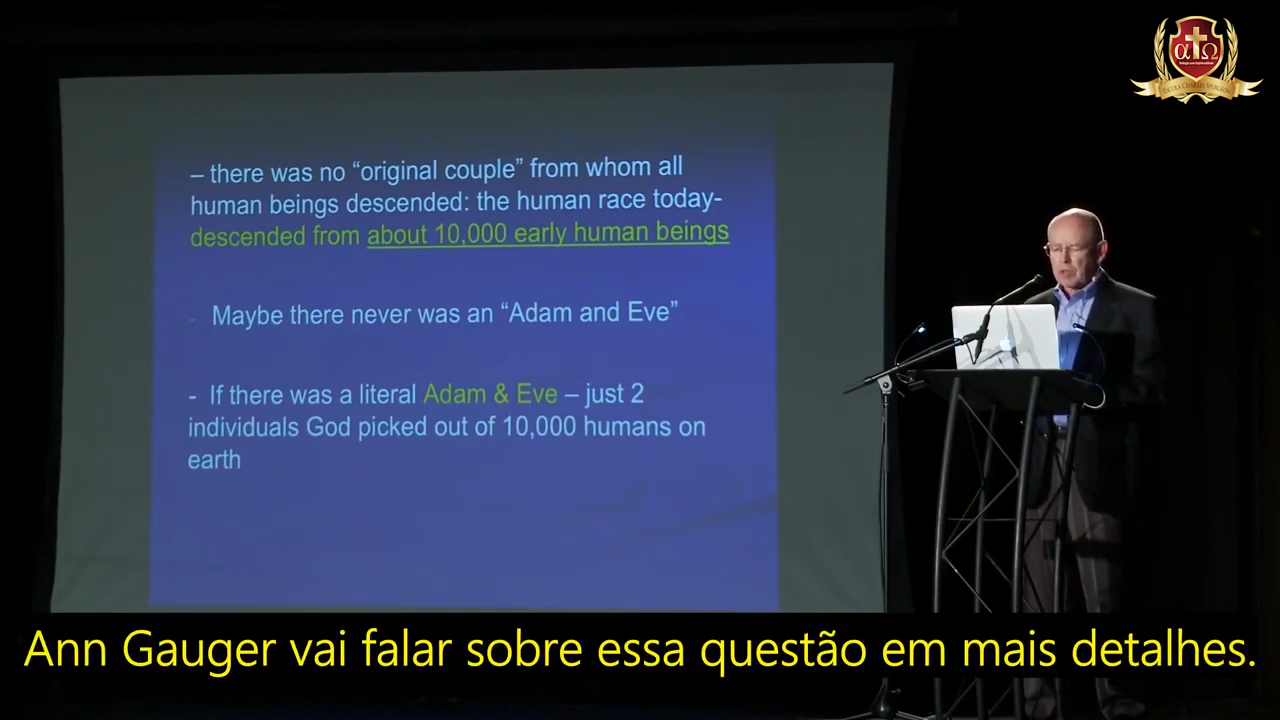 – there was no “original couple” from whom all
human beings descended: the human race today-
descended from about 10,000 early human beings
- Maybe there never was an “Adam and Eve”
- If there was a literal Adam & Eve – just 2
individuals God picked out of 10,000 humans on
earth
α Ω
ESCOLA CHARLES SPURGEON
Ann Gauger vai falar sobre essa questão em mais detalhes.